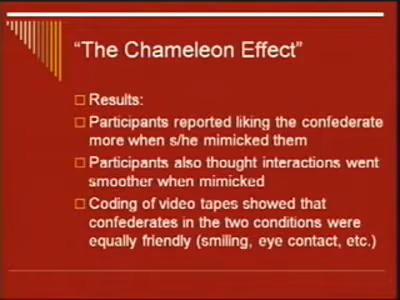 "The Chameleon Effect"
Results:
Participants reported liking the confederate
more when s/he mimicked them
Participants also thought interactions went
smoother when mimicked
Coding of video tapes showed that
confederates in the two conditions were
equally friendly (smiling, eye contact, etc.)